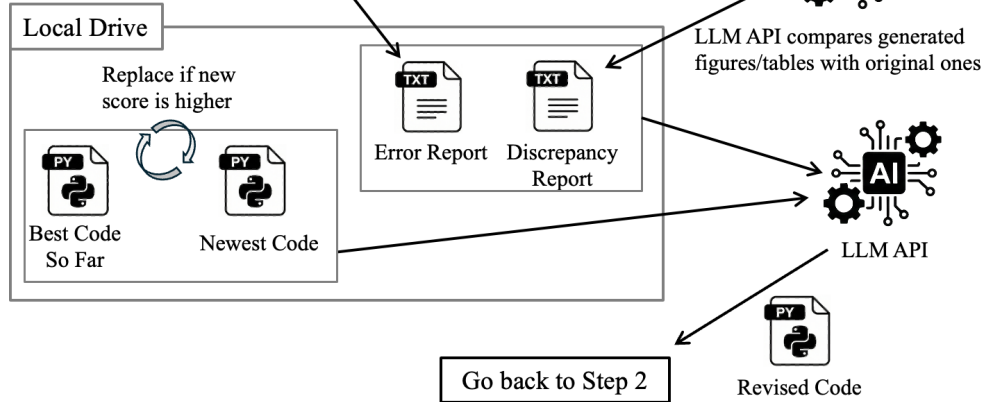 Local Drive
LLM API compares generated
figures/tables with original ones
Replace if new
score is higher
TXT
TXT
Error Report
Discrepancy
Report
PY
PY
Best Code
So Far
Newest Code
AI
LLM API
PY
Go back to Step 2
Revised Code